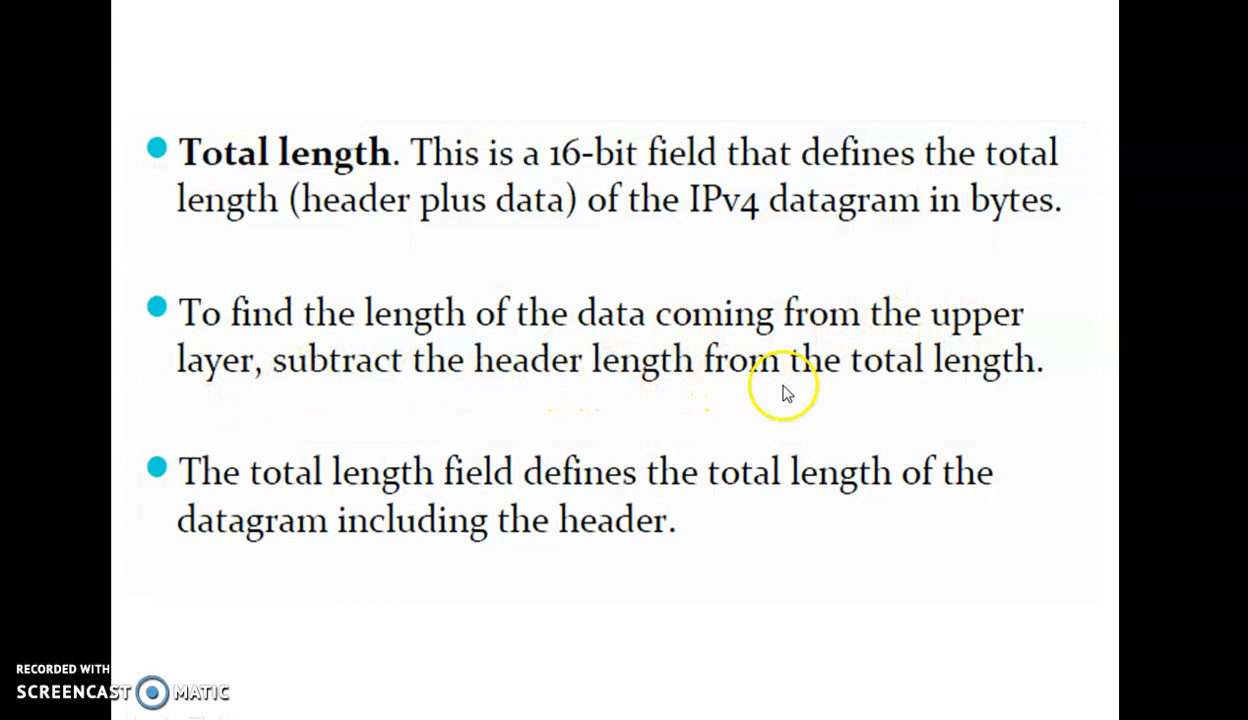 Total length. This is a 16-bit field that defines the total
length (header plus data) of the IPv4 datagram in bytes.
To find the length of the data coming from the upper
layer, subtract the header length from the total length.
The total length field defines the total length of the
datagram including the header.
RECORDED WITH
SCREENCAST MATIC